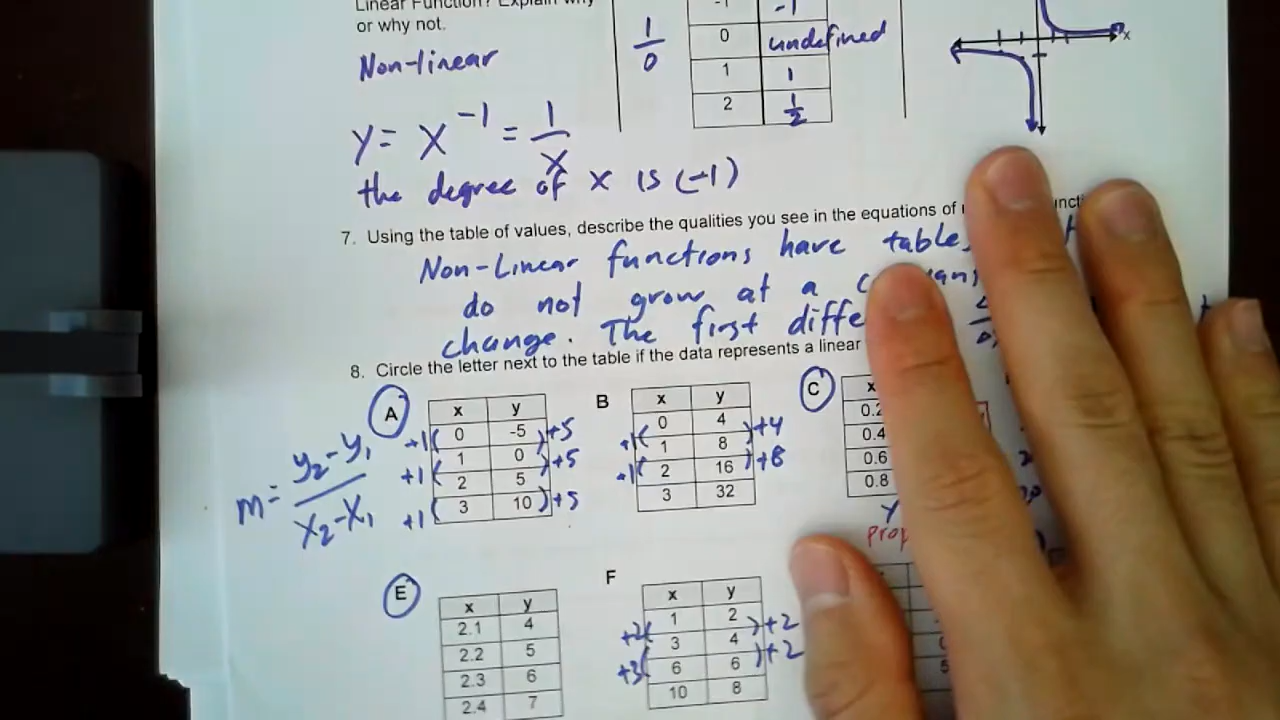 Linear Function? Explain why
or why not.
Non-linear
1
0
-1 -1
0 undefined
1 1
2 1/2
x
y = x^-1 = 1/x
the degree of x is (-1)
7. Using the table of values, describe the qualities you see in the equations of
Non-Linear functions have
do not grow at a
change. The first
8. Circle the letter next to the table if the data represents a linear
A
x y
0 -5
1 0
2 5
3 10
+1 +5
+1 +5
+1 +5
m = y2-y1
x2-x1
B
x y
0 4
1 8
2 16
3 32
+1 +4
+1 +8
C
x
0.4
0.6
0.8
y
E
x y
2.1 4
2.2 5
2.3 6
2.4 7
F
x y
1 2
3 4
6 6
10 8
+2 +2
+3 +2